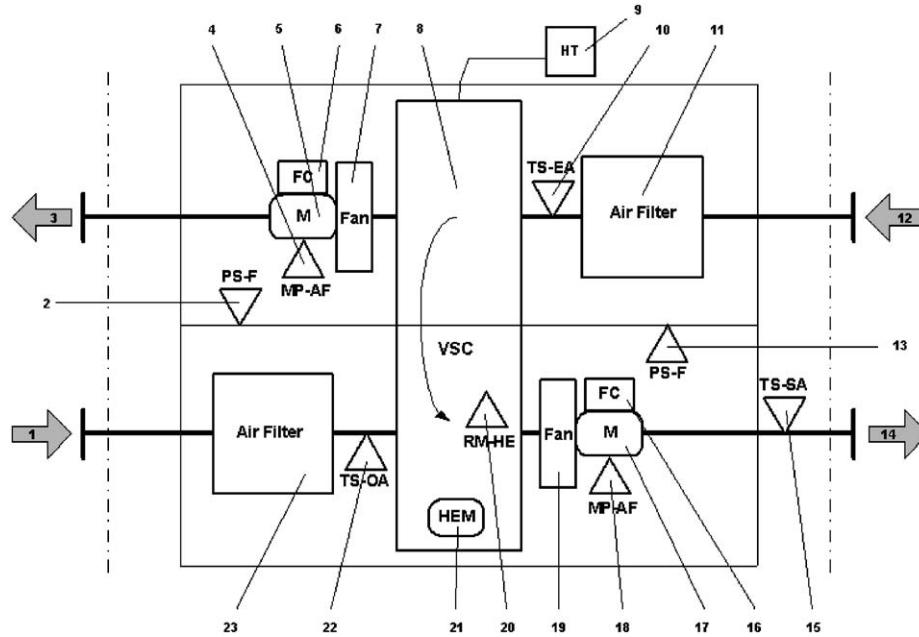 4 5 6 7 8 9 10 11
HT
TS-EA
FC
M Fan Air Filter
3 12
PS-F MP-AF
2
VSC 13
PS-F
TS-SA
FC
Air Filter Fan M
1 RM-HE 14
TS-OA MP-AF
HEM
23 22 21 20 19 18 17 16 15